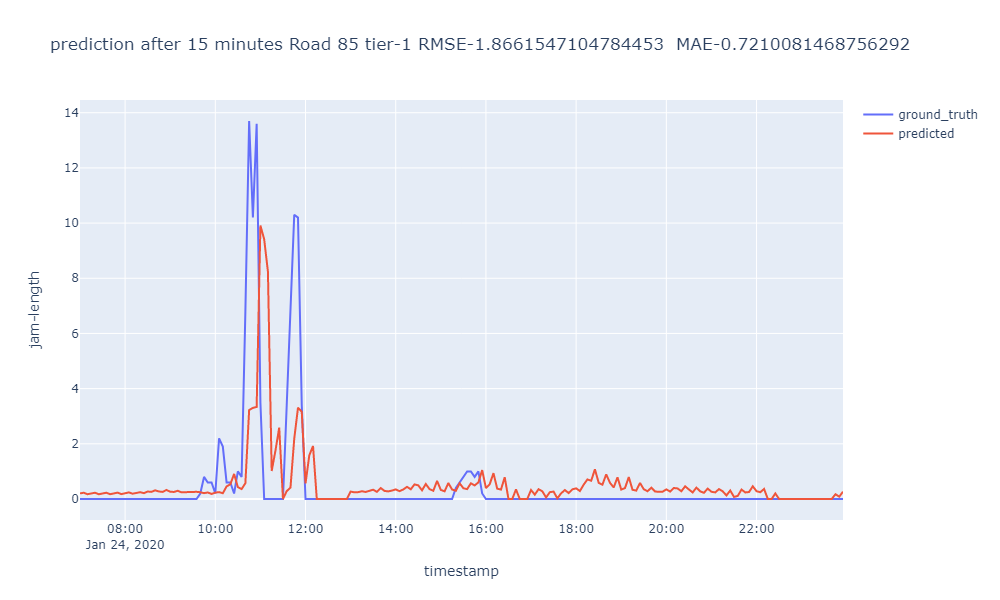 prediction after 15 minutes Road 85 tier-1 RMSE-1.8661547104784453  MAE-0.7210081468756292
ground_truth
predicted
14
12
10
8
6
4
2
0
jam-length
08:00 10:00 12:00 14:00 16:00 18:00 20:00 22:00
Jan 24, 2020
timestamp